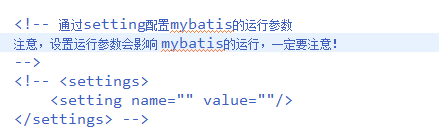 <!-- 通过setting配置mybatis的运行参数
注意，设置运行参数会影响 mybatis的运行，一定要注意!
-->
<!-- <settings>
<setting name="" value=""/>
</settings> -->